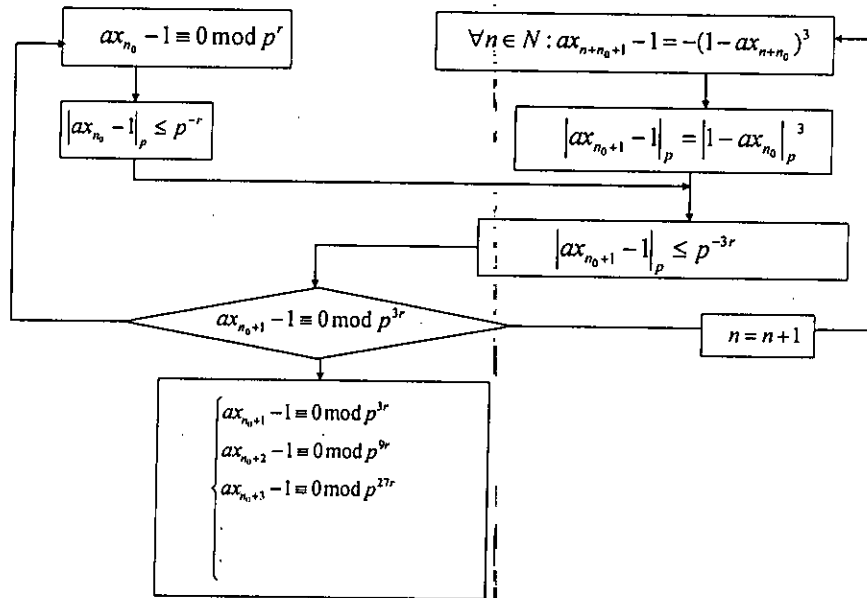 ax_{n_0} − 1 ≡ 0 mod p^r
∀n ∈ N : ax_{n+n_0+1} − 1 = −(1 − ax_{n+n_0})^3
|ax_{n_0} − 1|_p ≤ p^{−r}
|ax_{n_0+1} − 1|_p = |1 − ax_{n_0}|_p^3
|ax_{n_0+1} − 1|_p ≤ p^{−3r}
ax_{n_0+1} − 1 ≡ 0 mod p^{3r}
n = n + 1
ax_{n_0+1} − 1 ≡ 0 mod p^{3r}
ax_{n_0+2} − 1 ≡ 0 mod p^{9r}
ax_{n_0+3} − 1 ≡ 0 mod p^{27r}
.
.